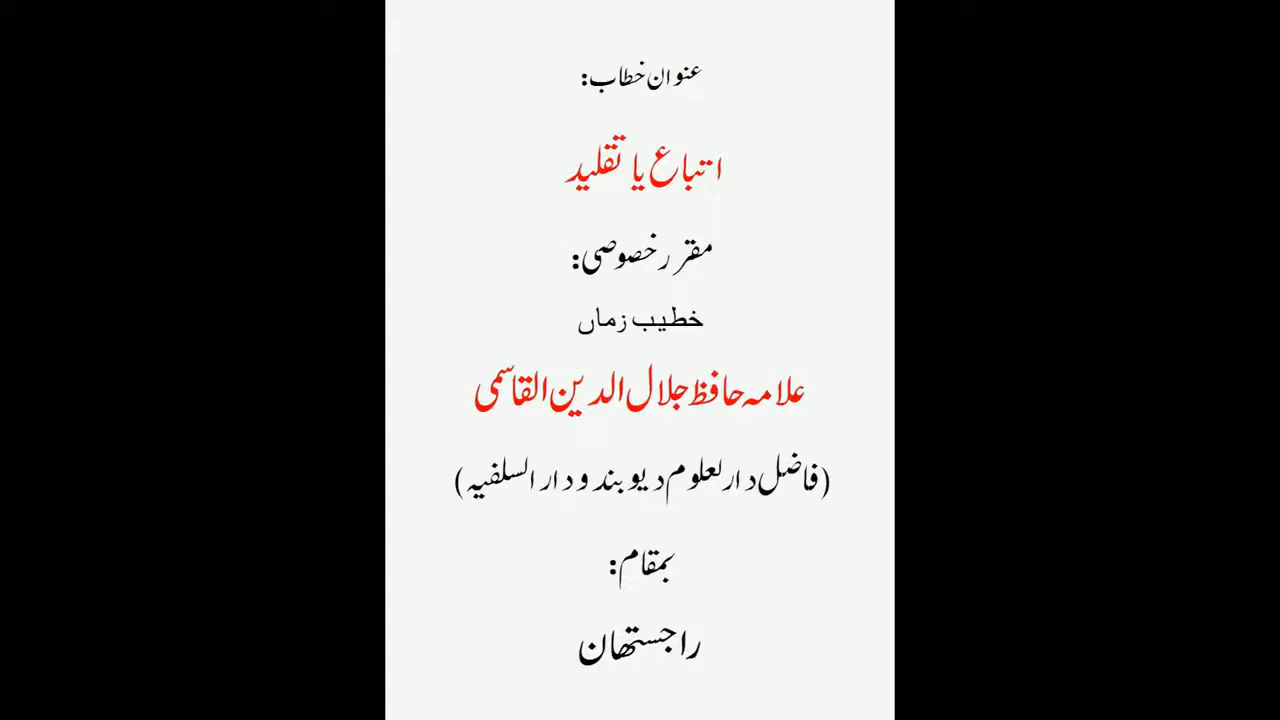 عنوان خطاب:
اتباع یا تقلید
مقرر خصوصی:
خطیب زماں
علامہ حافظ جلال الدین القاسمی
(فاضل دارلعلوم دیوبند و دار السلفیہ)
بمقام:
راجستھان